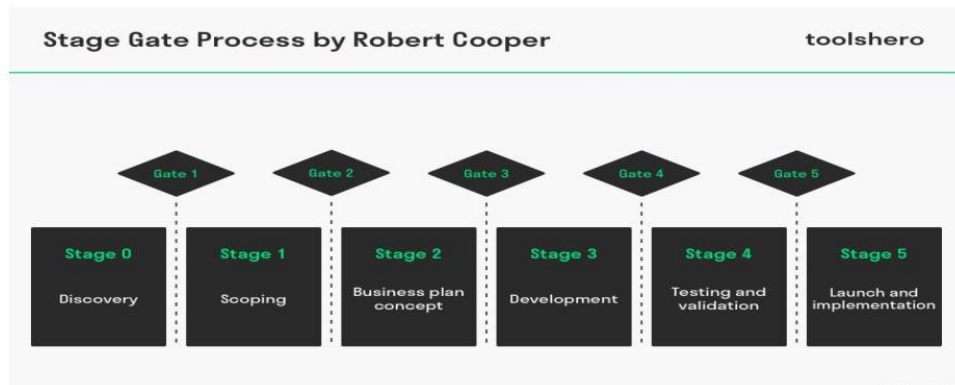 Stage Gate Process by Robert Cooper
toolshero
Gate 1
Gate 2
Gate 3
Gate 4
Gate 5
Stage 0
Discovery
Stage 1
Scoping
Stage 2
Business plan
concept
Stage 3
Development
Stage 4
Testing and
validation
Stage 5
Launch and
implementation